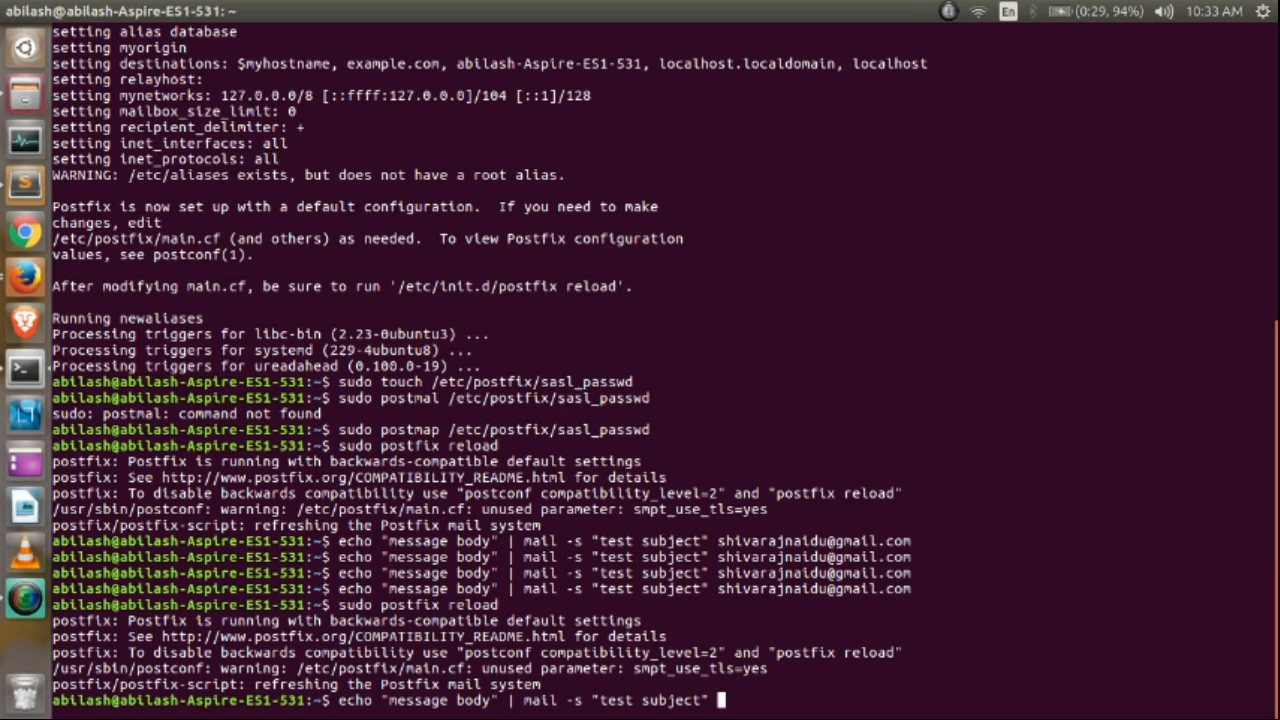 abilash@abilash-Aspire-ES1-531: ~
En
(0:29, 94%)
10:33 AM
setting alias database
setting myorigin
setting destinations: $myhostname, example.com, abilash-Aspire-ES1-531, localhost.localdomain, localhost
setting relayhost:
setting mynetworks: 127.0.0.0/8 [::ffff:127.0.0.0]/104 [::1]/128
setting mailbox_size_limit: 0
setting recipient_delimiter: +
setting inet_interfaces: all
setting inet_protocols: all
WARNING: /etc/aliases exists, but does not have a root alias.
Postfix is now set up with a default configuration.  If you need to make
changes, edit
/etc/postfix/main.cf (and others) as needed.  To view Postfix configuration
values, see postconf(1).
After modifying main.cf, be sure to run '/etc/init.d/postfix reload'.
Running newaliases
Processing triggers for libc-bin (2.23-0ubuntu3) ...
Processing triggers for systemd (229-4ubuntu8) ...
Processing triggers for ureadahead (0.100.0-19) ...
abilash@abilash-Aspire-ES1-531:~$ sudo touch /etc/postfix/sasl_passwd
abilash@abilash-Aspire-ES1-531:~$ sudo postmal /etc/postfix/sasl_passwd
sudo: postmal: command not found
abilash@abilash-Aspire-ES1-531:~$ sudo postmap /etc/postfix/sasl_passwd
abilash@abilash-Aspire-ES1-531:~$ sudo postfix reload
postfix: Postfix is running with backwards-compatible default settings
postfix: See http://www.postfix.org/COMPATIBILITY_README.html for details
postfix: To disable backwards compatibility use "postconf compatibility_level=2" and "postfix reload"
/usr/sbin/postconf: warning: /etc/postfix/main.cf: unused parameter: smpt_use_tls=yes
postfix/postfix-script: refreshing the Postfix mail system
abilash@abilash-Aspire-ES1-531:~$ echo "message body" | mail -s "test subject" shivarajnaidu@gmail.com
abilash@abilash-Aspire-ES1-531:~$ echo "message body" | mail -s "test subject" shivarajnaidu@gmail.com
abilash@abilash-Aspire-ES1-531:~$ echo "message body" | mail -s "test subject" shivarajnaidu@gmail.com
abilash@abilash-Aspire-ES1-531:~$ echo "message body" | mail -s "test subject" shivarajnaidu@gmail.com
abilash@abilash-Aspire-ES1-531:~$ sudo postfix reload
postfix: Postfix is running with backwards-compatible default settings
postfix: See http://www.postfix.org/COMPATIBILITY_README.html for details
postfix: To disable backwards compatibility use "postconf compatibility_level=2" and "postfix reload"
/usr/sbin/postconf: warning: /etc/postfix/main.cf: unused parameter: smpt_use_tls=yes
postfix/postfix-script: refreshing the Postfix mail system
abilash@abilash-Aspire-ES1-531:~$ echo "message body" | mail -s "test subject"